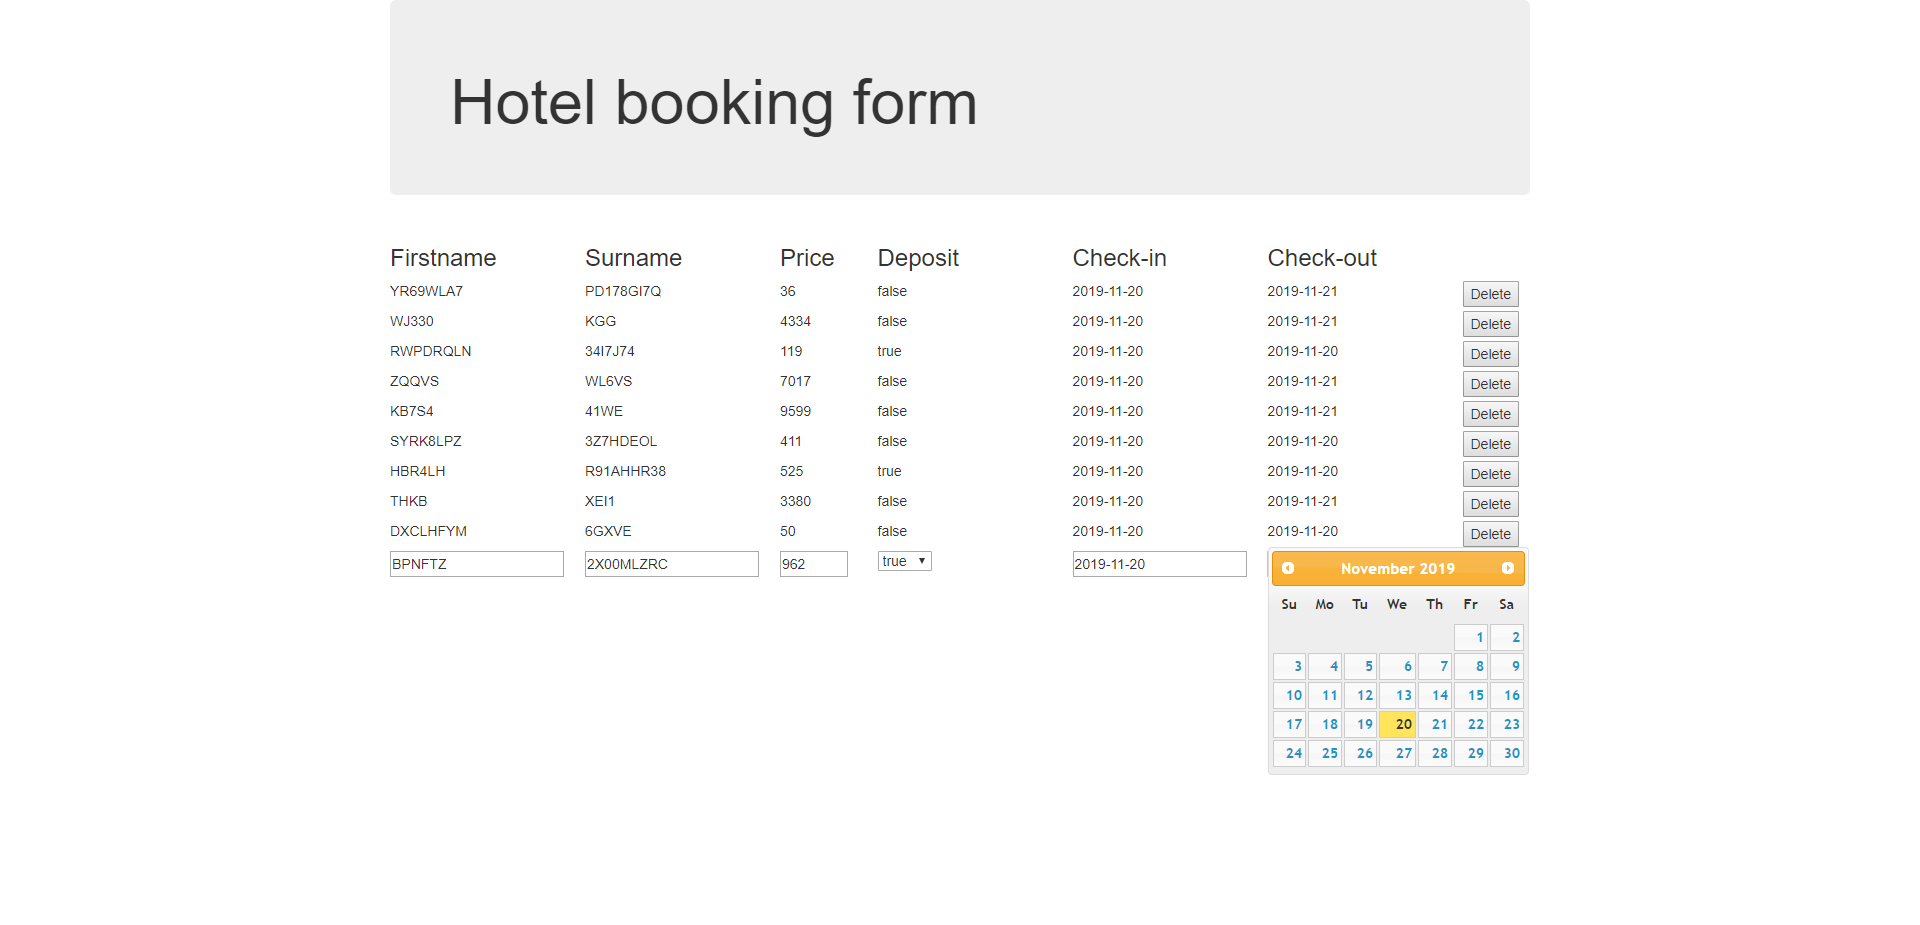 Hotel booking form
Firstname Surname Price Deposit Check-in Check-out
YR69WLA7 PD178GI7Q 36 false 2019-11-20 2019-11-21 Delete
WJ330 KGG 4334 false 2019-11-20 2019-11-21 Delete
RWPDRQLN 34I7J74 119 true 2019-11-20 2019-11-20 Delete
ZQQVS WL6VS 7017 false 2019-11-20 2019-11-21 Delete
KB7S4 41WE 9599 false 2019-11-20 2019-11-21 Delete
SYRK8LPZ 3Z7HDEOL 411 false 2019-11-20 2019-11-20 Delete
HBR4LH R91AHHR38 525 true 2019-11-20 2019-11-20 Delete
THKB XEI1 3380 false 2019-11-20 2019-11-21 Delete
DXCLHFYM 6GXVE 50 false 2019-11-20 2019-11-20 Delete
BPNFTZ 2X00MLZRC 962 true 2019-11-20
November 2019
Su Mo Tu We Th Fr Sa
1 2
3 4 5 6 7 8 9
10 11 12 13 14 15 16
17 18 19 20 21 22 23
24 25 26 27 28 29 30